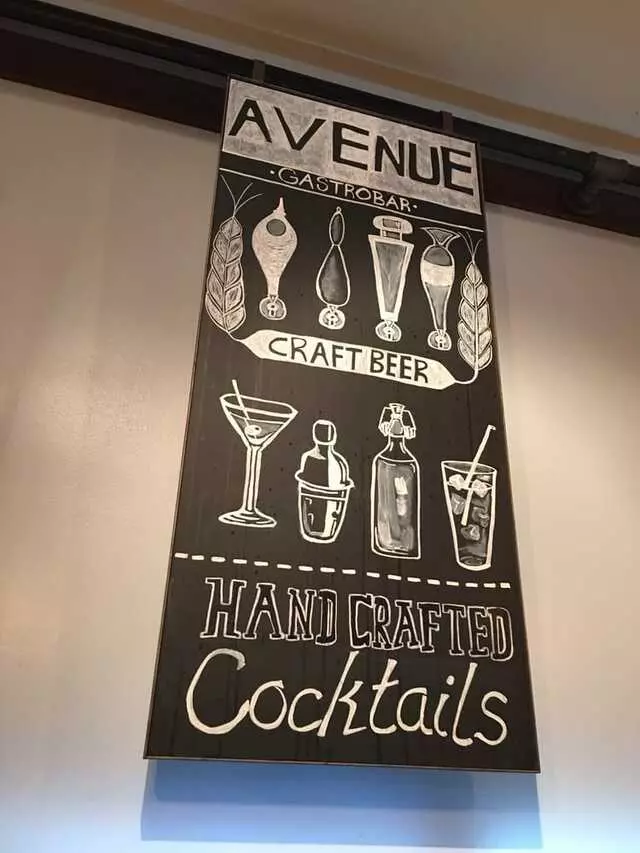 AVENUE
·GASTROBAR·
CRAFT BEER
HAND CRAFTED
Cocktails